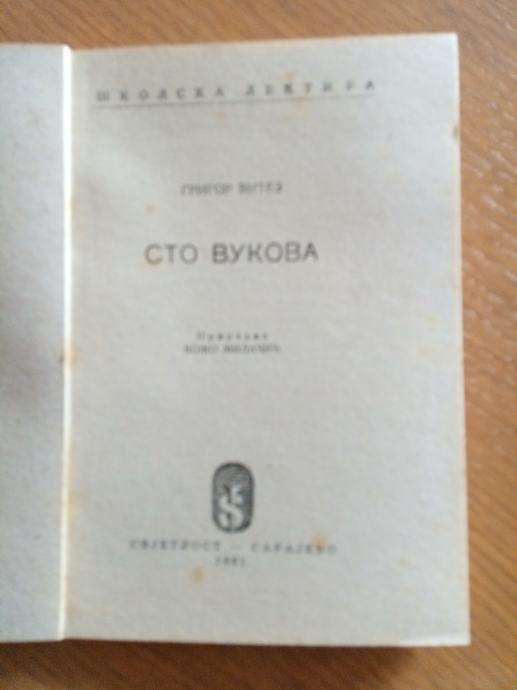 ШКОЛСКА ЛЕКТИРА
ГРИГОР ВИТЕЗ
СТО ВУКОВА
СВЈЕТЛОСТ — САРАЈЕВО